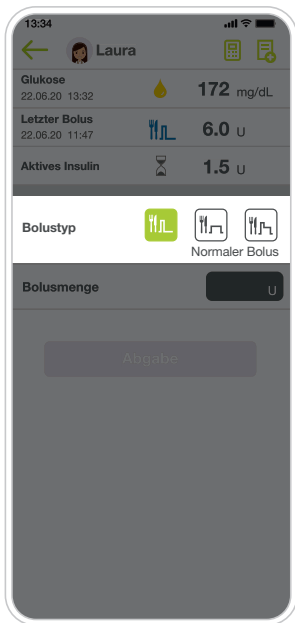 13:34
Laura
Glukose
22.06.20 13:32
172 mg/dL
Letzter Bolus
22.06.20 11:47
6.0 U
Aktives Insulin
1.5 U
Bolustyp
Normaler Bolus
Bolusmenge
U
Abgabe